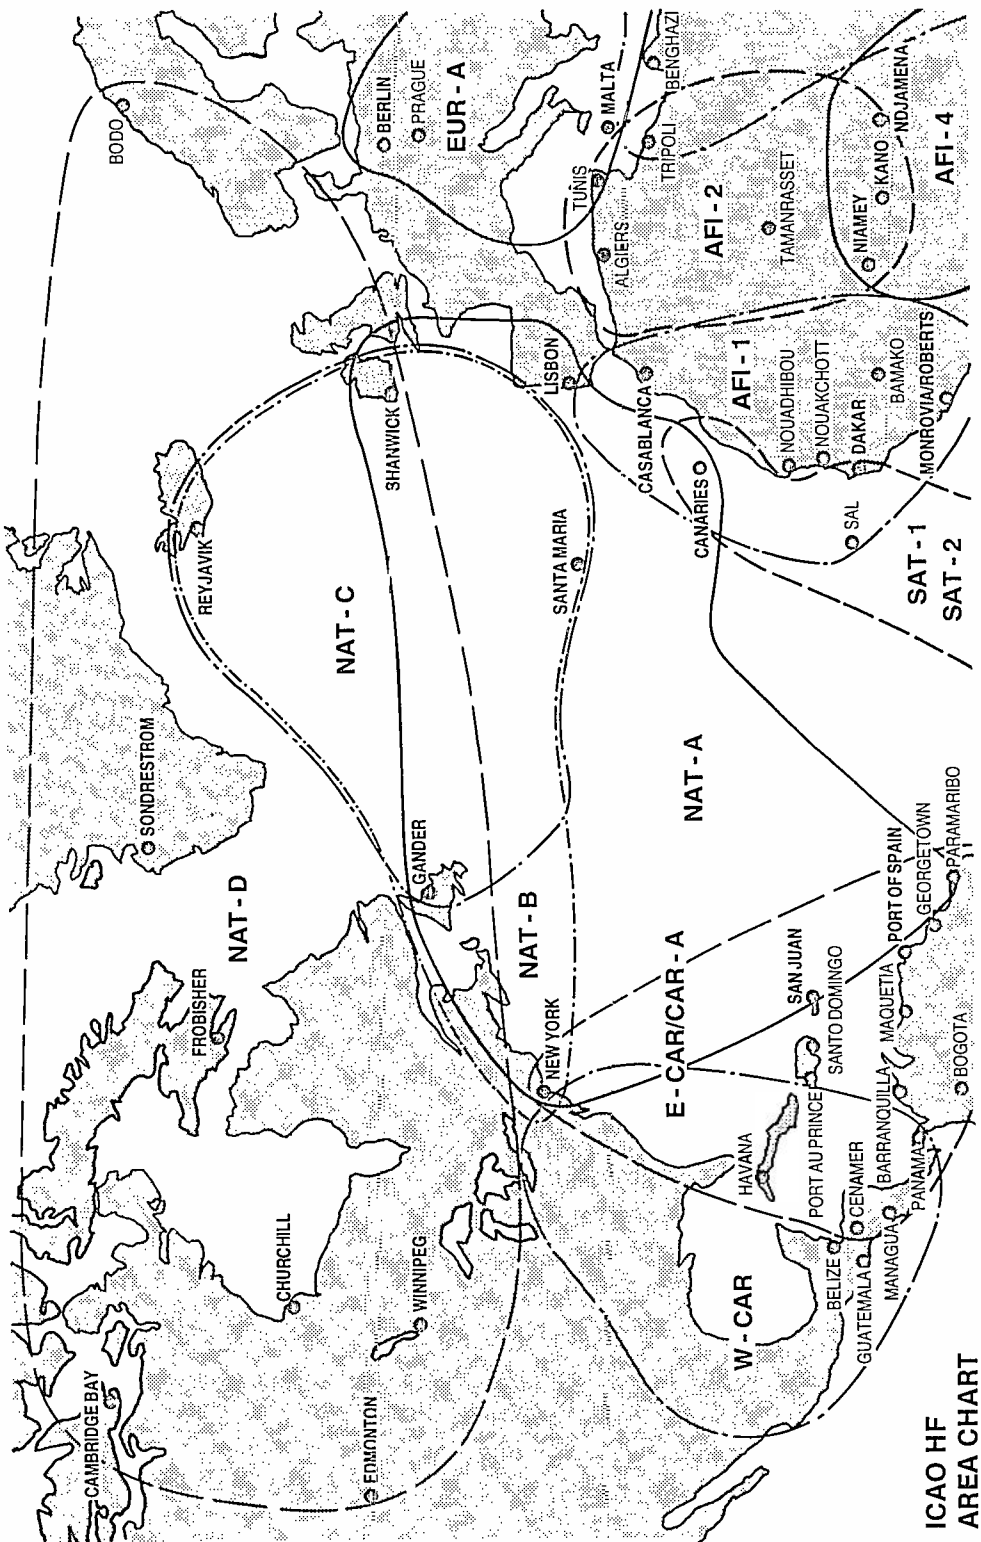 BODO
BERLIN
PRAGUE
EUR - A
MALTA
BENGHAZI
TRIPOLI
TUNIS
ALGIERS
AFI - 2
TAMANRASSET
NIAMEY
KANO
NDJAMENA
AFI - 4
REYJAVIK
SHANWICK
LISBON
CASABLANCA
AFI - 1
NOUADHIBOU
NOUAKCHOTT
DAKAR
BAMAKO
MONROVIA/ROBERTS
CANARIES
SAL
SANTA MARIA
SAT - 1
SAT - 2
NAT - C
SONDRESTROM
NAT - D
GANDER
NAT - B
NAT - A
FROBISHER
NEW YORK
E - CAR/CAR - A
SAN JUAN
SANTO DOMINGO
PORT OF SPAIN
GEORGETOWN
PARAMARIBO
MAQUETIA
BARRANQUILLA
BOGOTA
HAVANA
PORT AU PRINCE
CENAMER
PANAMA
MANAGUA
BELIZE
GUATEMALA
W - CAR
CHURCHILL
WINNIPEG
CAMBRIDGE BAY
EDMONTON
ICAO HF
AREA CHART